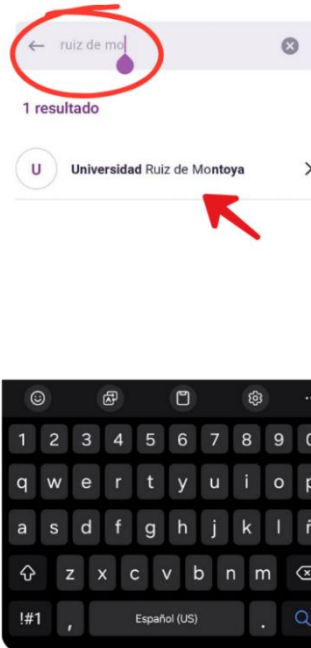 ruiz de mo
1 resultado
U Universidad Ruiz de Montoya
1 2 3 4 5 6 7 8 9 0
q w e r t y u i o p
a s d f g h j k l ñ
z x c v b n m
!#1 , Español (US) .